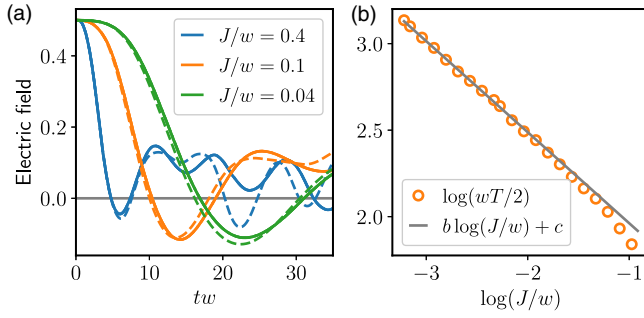 (a)
Electric field
0.4
0.2
0.0
0
10
20
30
tw
J/w = 0.4
J/w = 0.1
J/w = 0.04
(b)
3.0
2.5
2.0
−3
−2
−1
log(J/w)
log(wT/2)
b log(J/w) + c